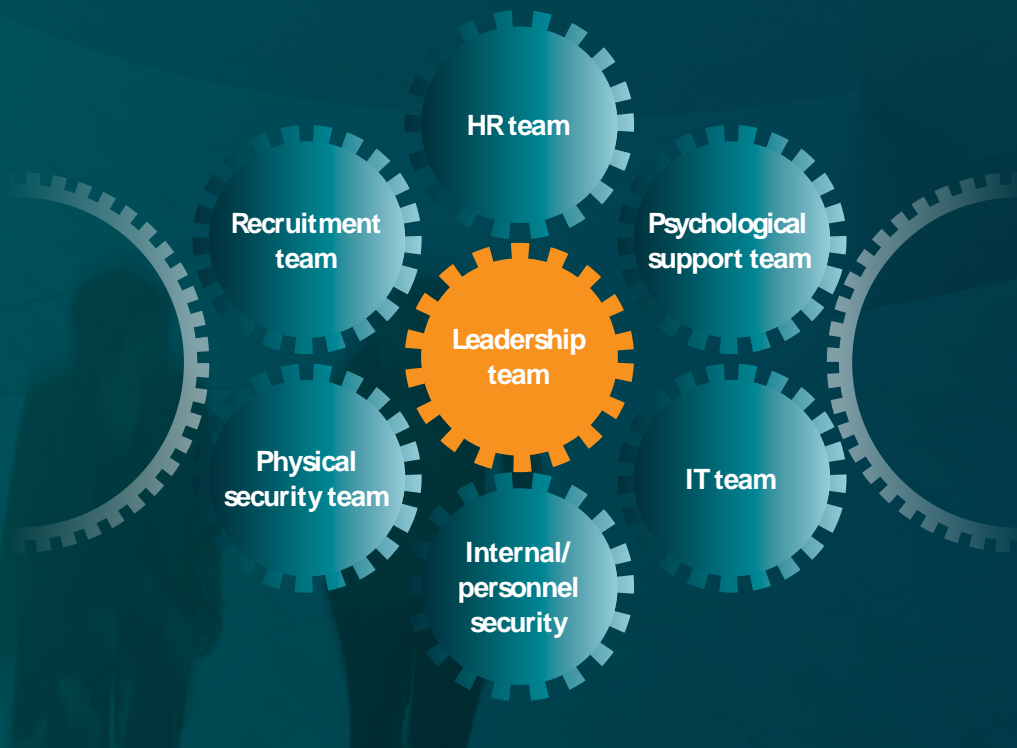 HR team
Recruitment
team
Psychological
support team
Leadership
team
Physical
security team
IT team
Internal/
personnel
security